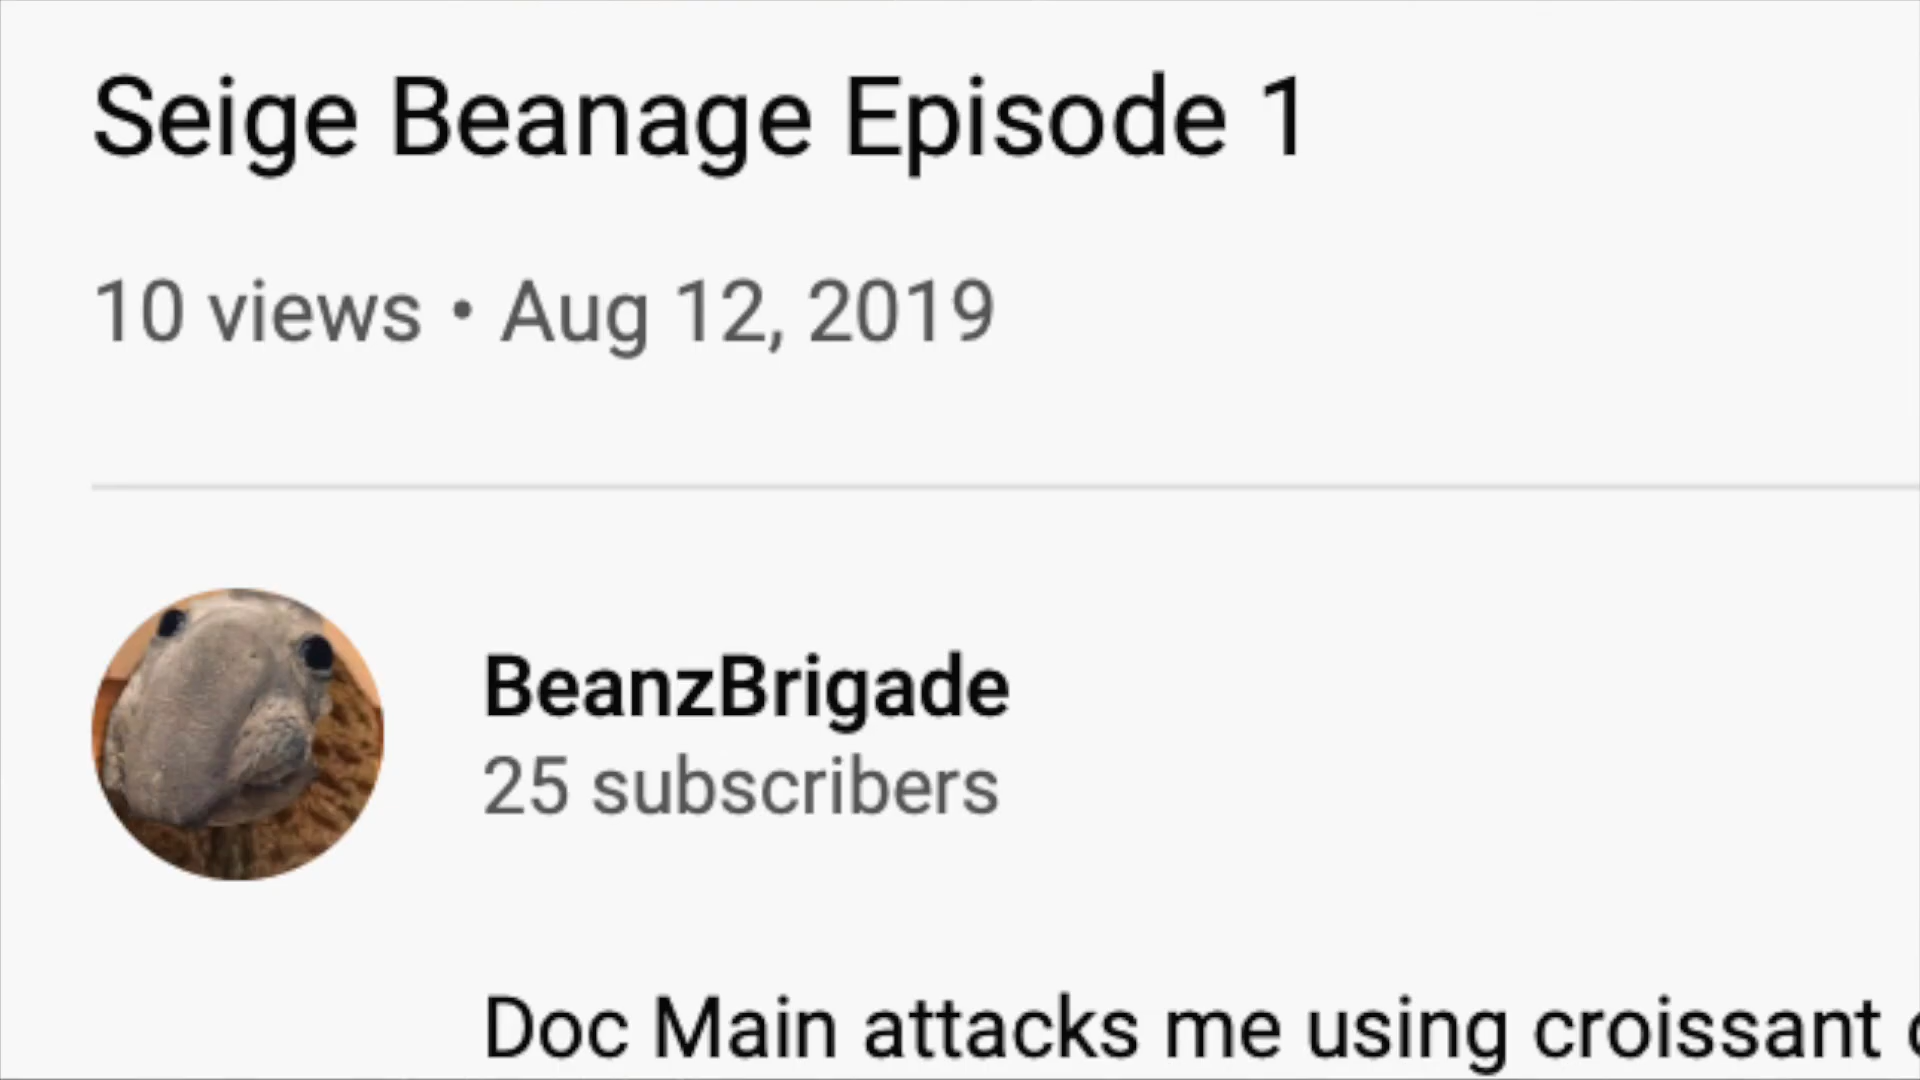 Seige Beanage Episode 1
10 views • Aug 12, 2019
BeanzBrigade
25 subscribers
Doc Main attacks me using croissant